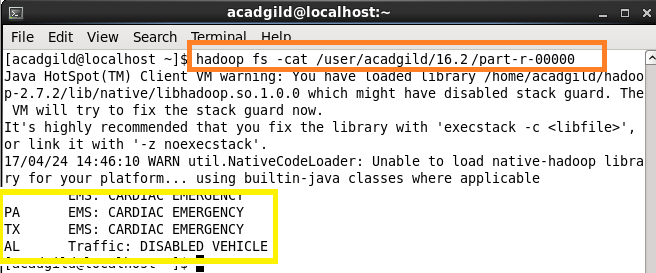 acadgild@localhost:~
File Edit View Search Terminal Help
[acadgild@localhost ~]$ hadoop fs -cat /user/acadgild/16.2/part-r-00000
Java HotSpot(TM) Client VM warning: You have loaded library /home/acadgild/hadoo
p-2.7.2/lib/native/libhadoop.so.1.0.0 which might have disabled stack guard. The
 VM will try to fix the stack guard now.
It's highly recommended that you fix the library with 'execstack -c <libfile>',
or link it with '-z noexecstack'.
17/04/24 14:46:10 WARN util.NativeCodeLoader: Unable to load native-hadoop libra
ry for your platform... using builtin-java classes where applicable
EMS: CARDIAC EMERGENCY
PA EMS: CARDIAC EMERGENCY
TX EMS: CARDIAC EMERGENCY
AL Traffic: DISABLED VEHICLE
[acadgild@localhost ~]$